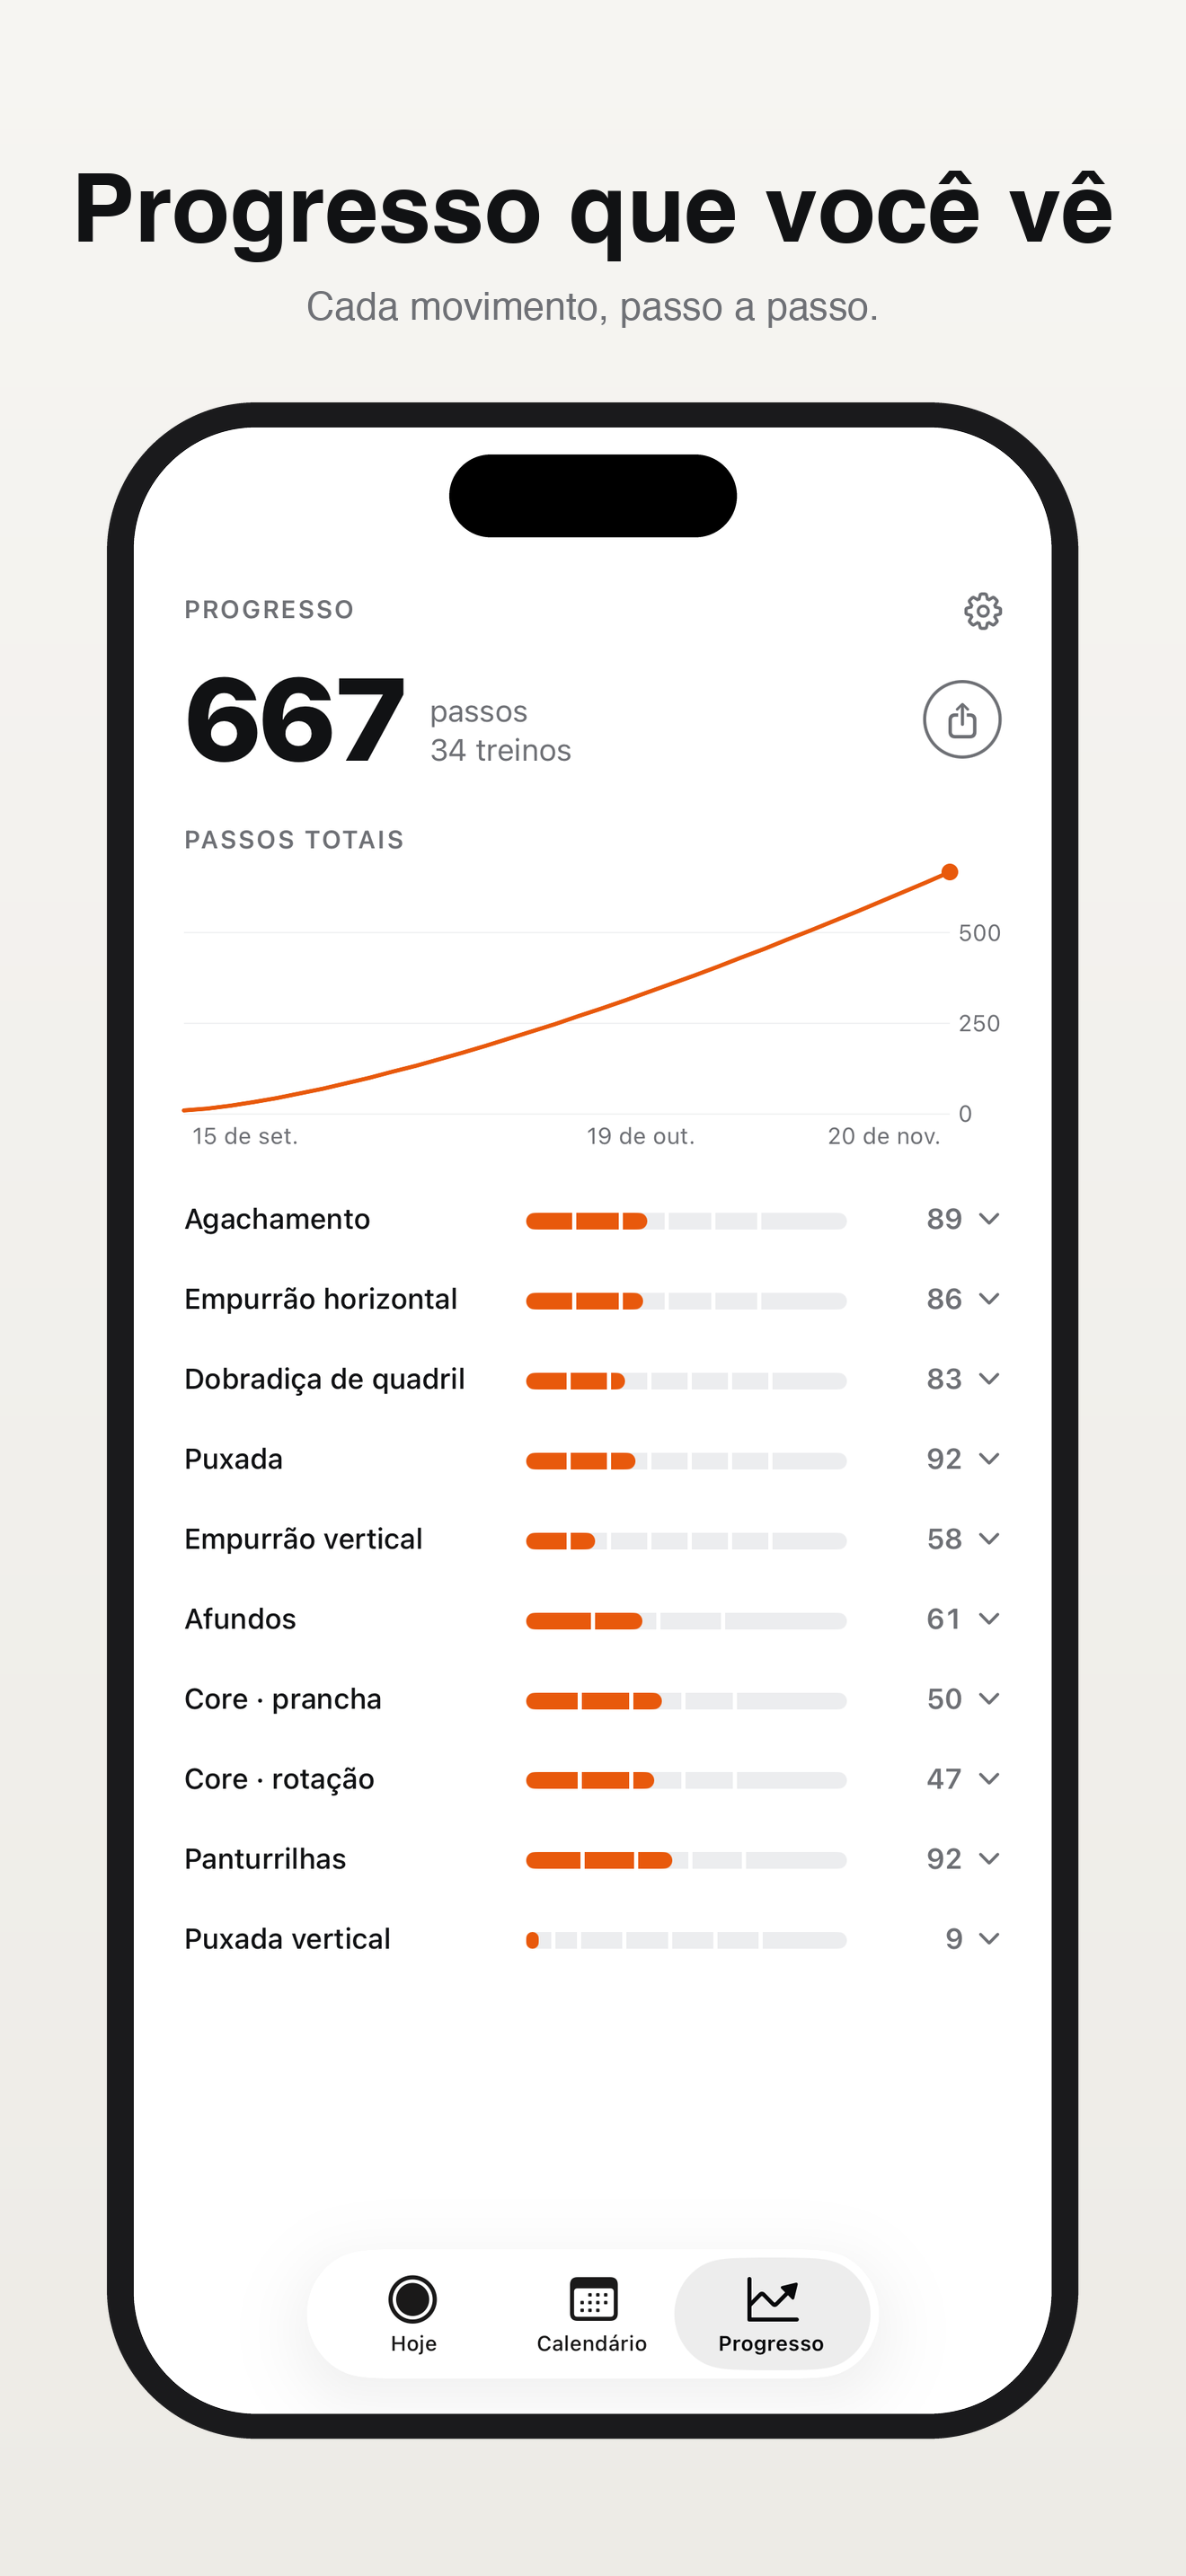 Progresso que você vê
Cada movimento, passo a passo.
PROGRESSO
667
passos
34 treinos
PASSOS TOTAIS
500
250
0
15 de set.
19 de out.
20 de nov.
Agachamento 89
Empurrão horizontal 86
Dobradiça de quadril 83
Puxada 92
Empurrão vertical 58
Afundos 61
Core · prancha 50
Core · rotação 47
Panturrilhas 92
Puxada vertical 9
Hoje
Calendário
Progresso